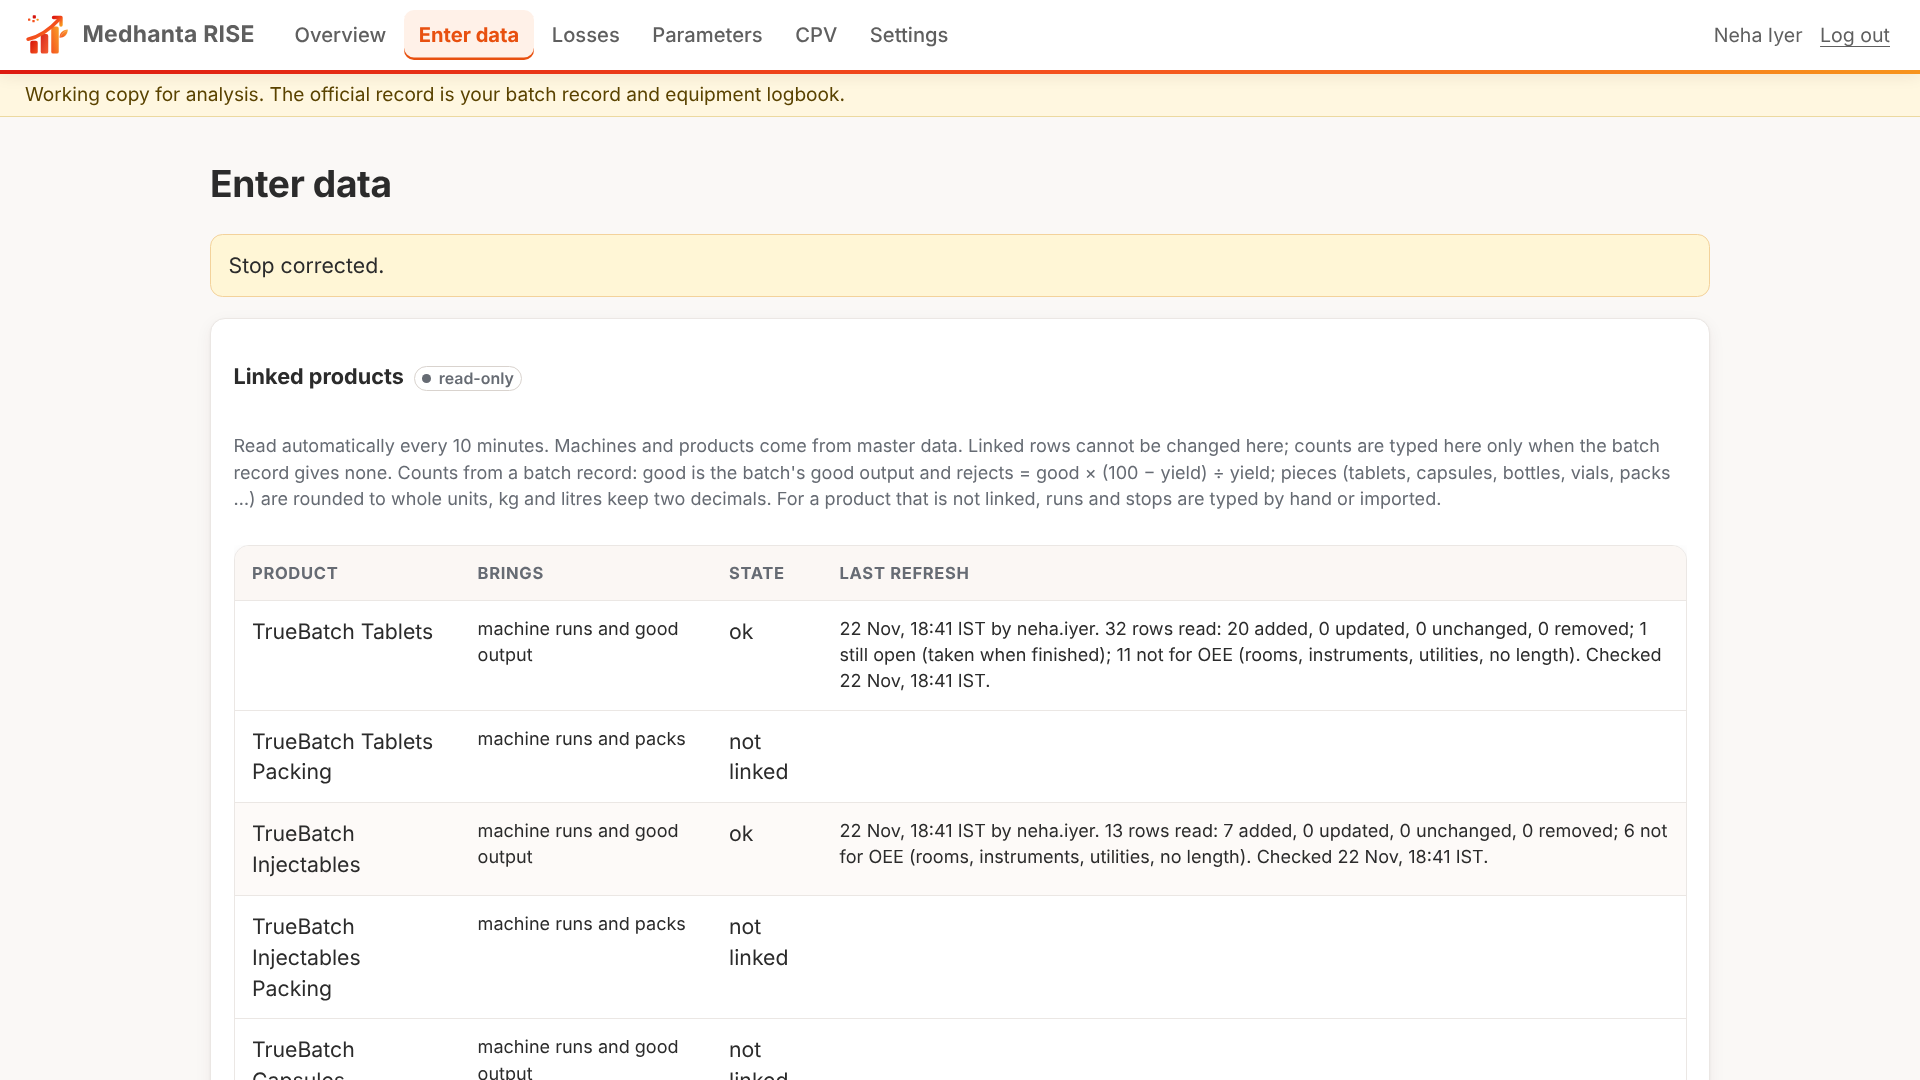 Medhanta RISE Overview Enter data Losses Parameters CPV Settings Neha Iyer Log out
Working copy for analysis. The official record is your batch record and equipment logbook.
Enter data
Stop corrected.
Linked products read-only
Read automatically every 10 minutes. Machines and products come from master data. Linked rows cannot be changed here; counts are typed here only when the batch
record gives none. Counts from a batch record: good is the batch's good output and rejects = good × (100 − yield) ÷ yield; pieces (tablets, capsules, bottles, vials, packs
...) are rounded to whole units, kg and litres keep two decimals. For a product that is not linked, runs and stops are typed by hand or imported.
PRODUCT BRINGS STATE LAST REFRESH
TrueBatch Tablets
machine runs and good
output
ok
22 Nov, 18:41 IST by neha.iyer. 32 rows read: 20 added, 0 updated, 0 unchanged, 0 removed; 1
still open (taken when finished); 11 not for OEE (rooms, instruments, utilities, no length). Checked
22 Nov, 18:41 IST.
TrueBatch Tablets
Packing
machine runs and packs
not
linked
TrueBatch
Injectables
machine runs and good
output
ok
22 Nov, 18:41 IST by neha.iyer. 13 rows read: 7 added, 0 updated, 0 unchanged, 0 removed; 6 not
for OEE (rooms, instruments, utilities, no length). Checked 22 Nov, 18:41 IST.
TrueBatch
Injectables
Packing
machine runs and packs
not
linked
TrueBatch
Capsules
machine runs and good
output
not
linked